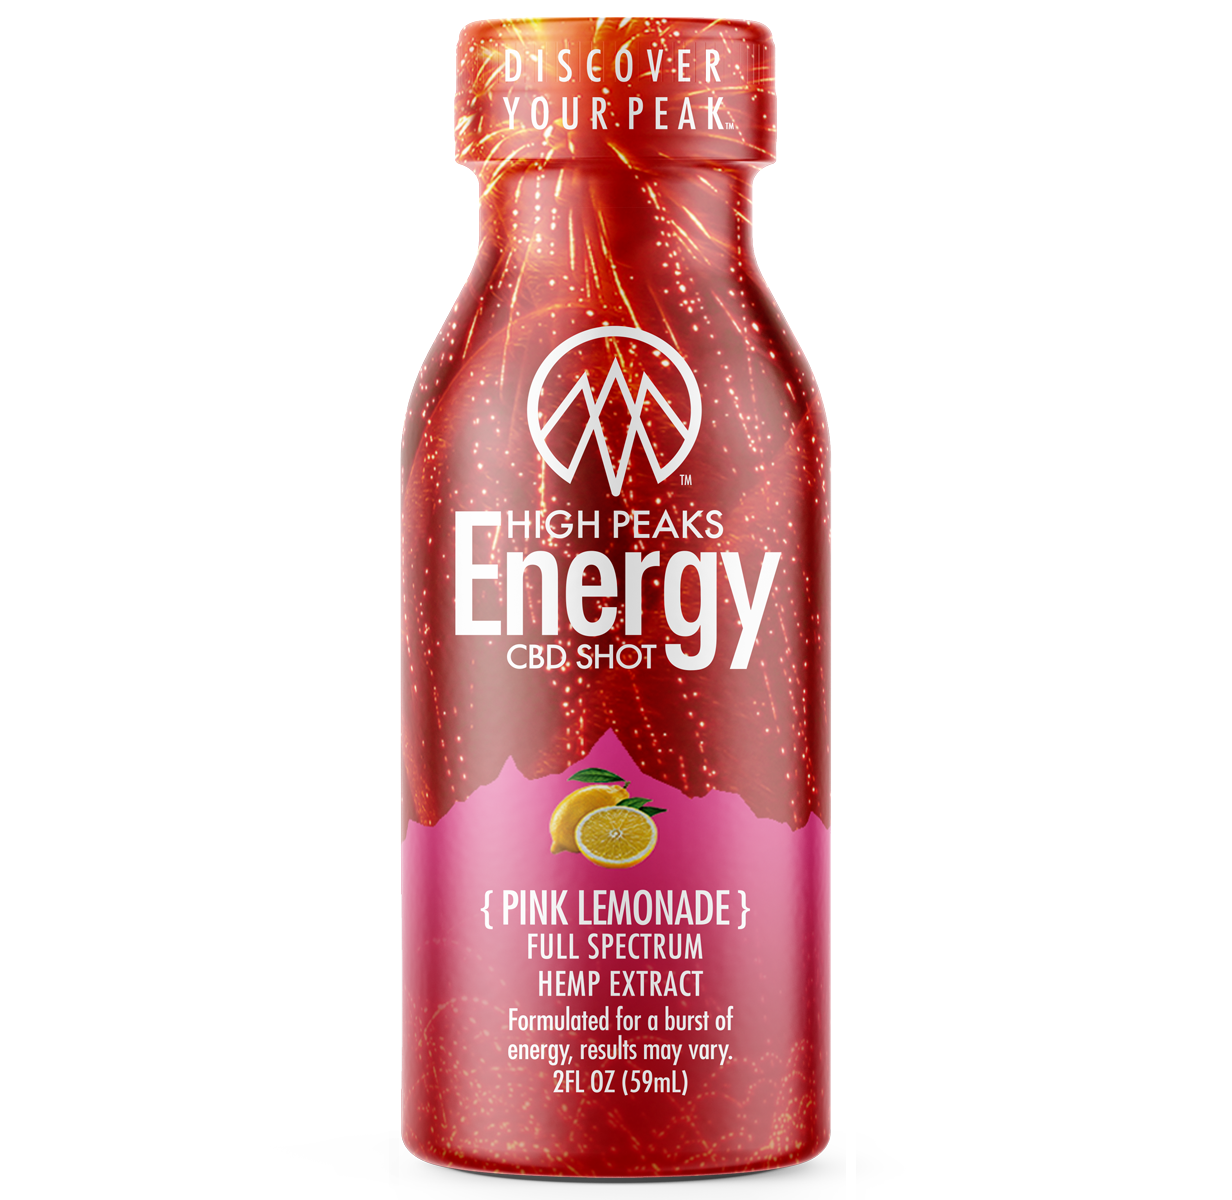 DISCOVER
YOUR PEAK™
™
HIGH PEAKS
Energy
CBD SHOT
{ PINK LEMONADE }
FULL SPECTRUM
HEMP EXTRACT
Formulated for a burst of
energy, results may vary.
2FL OZ (59mL)